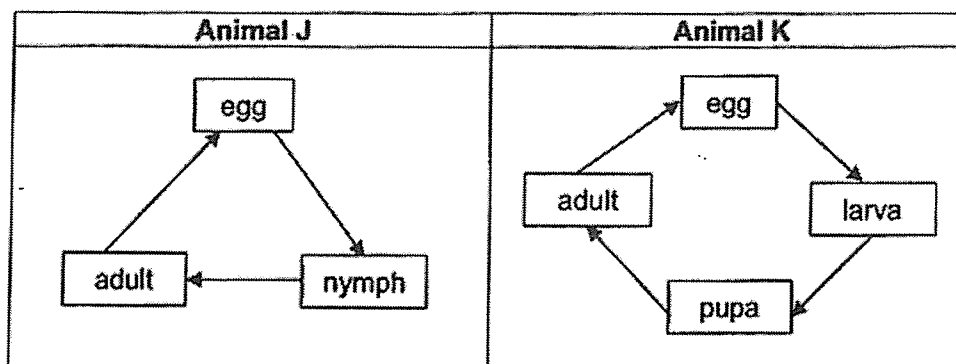 Animal J
Animal K
egg
adult
nymph
egg
adult
larva
pupa